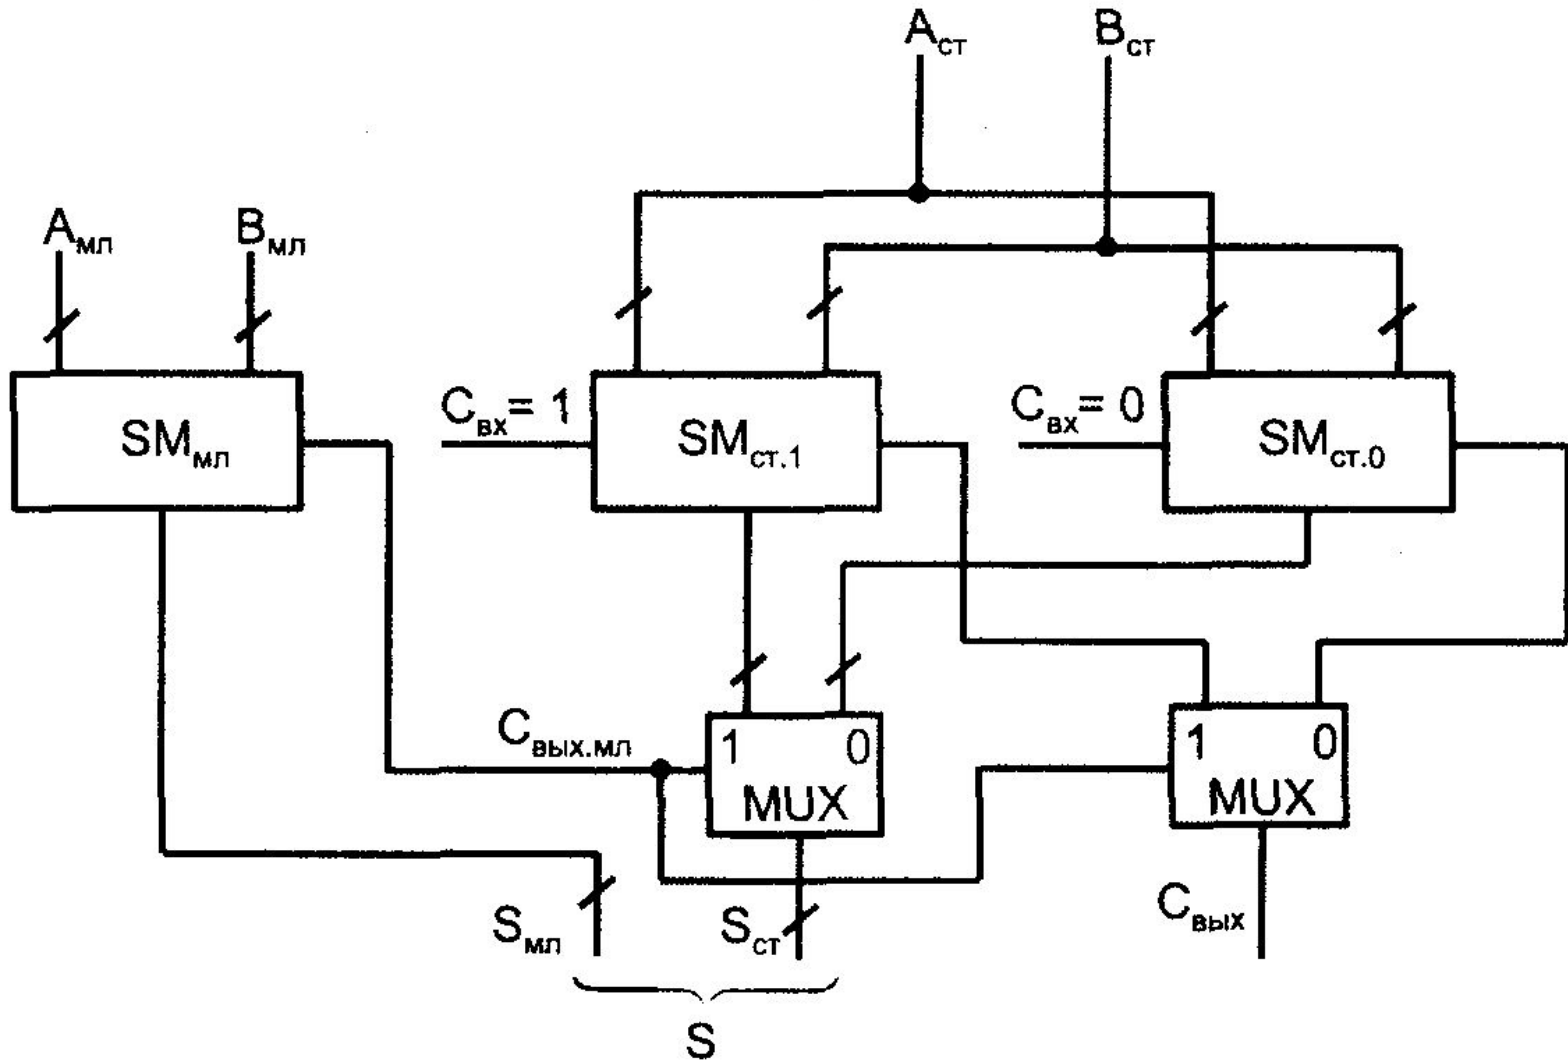 Aст Bст
Aмл Bмл
SMмл
Cвх= 1
SMст.1
Cвх= 0
SMст.0
Cвых.мл
1 0
MUX
1 0
MUX
Sмл
Sст
Cвых
S